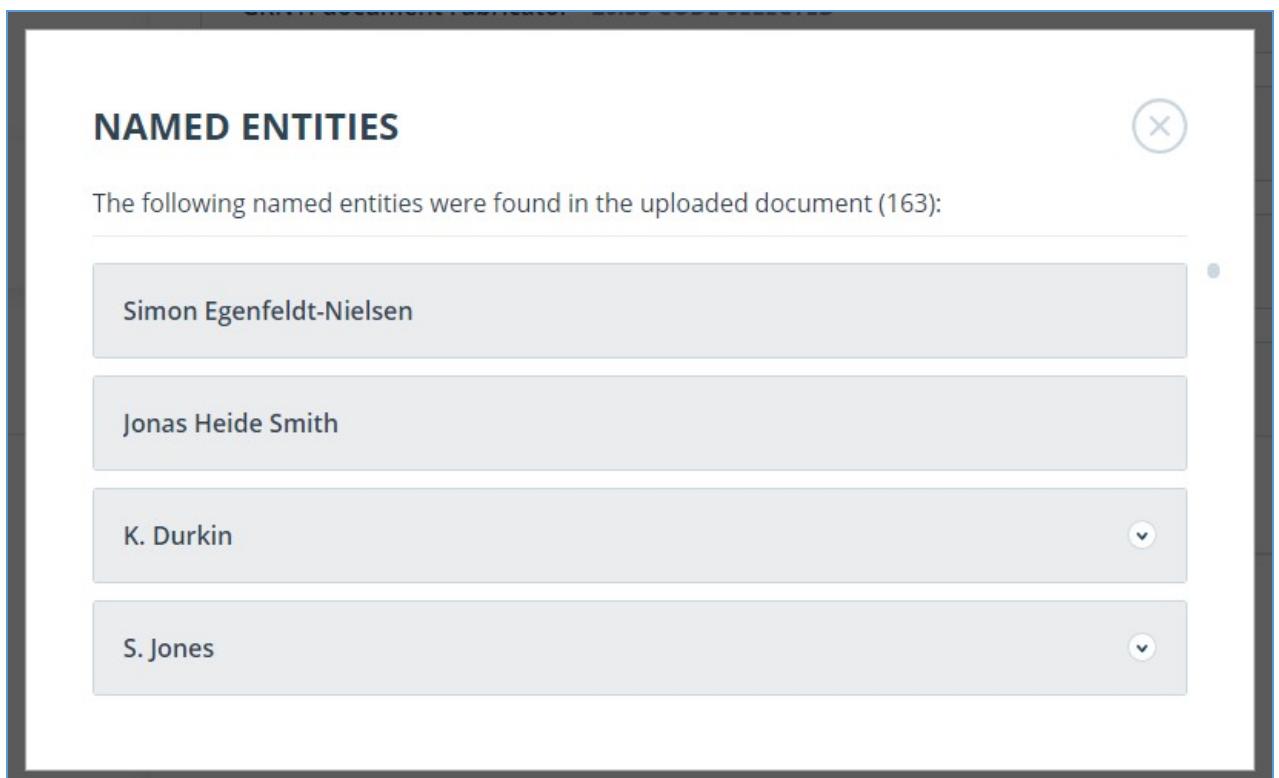 NAMED ENTITIES
The following named entities were found in the uploaded document (163):
Simon Egenfeldt-Nielsen
Jonas Heide Smith
K. Durkin
S. Jones